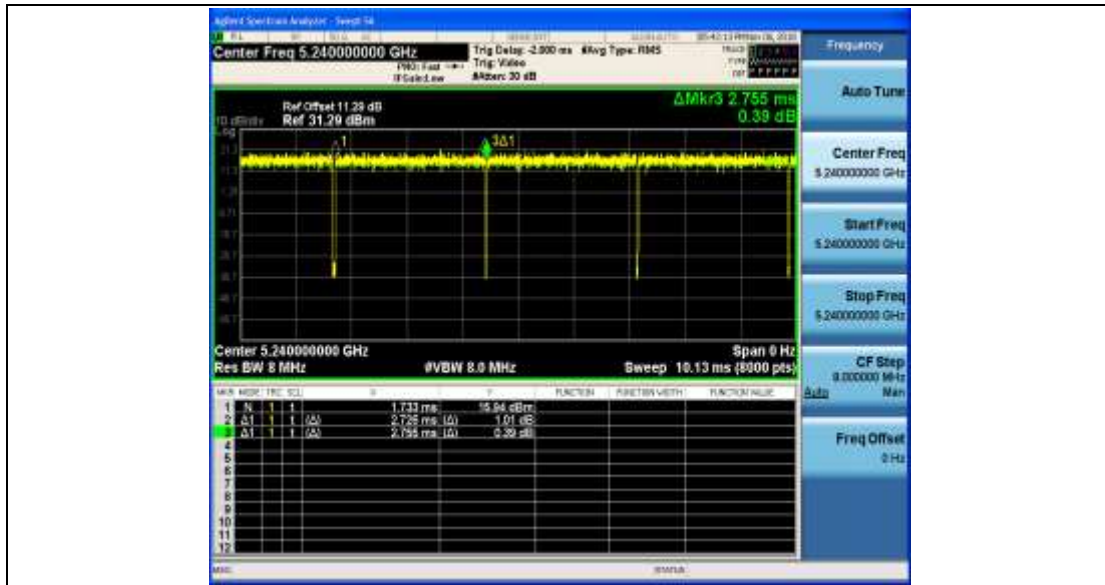 Agilent Spectrum Analyzer - Swept SA
Center Freq 5.240000000 GHz
PNO: Fast
IFGain:Low
Trig Delay: -2.000 ms
Trig: Video
#Atten: 30 dB
#Avg Type: RMS
Frequency
Auto Tune
Center Freq
5.240000000 GHz
Start Freq
5.240000000 GHz
Stop Freq
5.240000000 GHz
CF Step
8.000000 MHz
Auto Man
Freq Offset
0 Hz
ΔMkr3 2.755 ms
0.39 dB
Ref Offset 11.29 dB
10 dB/div Ref 31.29 dBm
Log
1
3Δ1
Center 5.240000000 GHz
Span 0 Hz
Res BW 8 MHz
#VBW 8.0 MHz
Sweep 10.13 ms (8000 pts)
MKR MODE TRC SCL X Y FUNCTION FUNCTION WIDTH FUNCTION VALUE
1 N 1 t 1.733 ms 15.94 dBm
2 Δ1 1 t (Δ) 2.726 ms (Δ) 1.01 dB
3 Δ1 1 t (Δ) 2.755 ms (Δ) 0.39 dB
4
5
6
7
8
9
10
11
12
MSG
STATUS